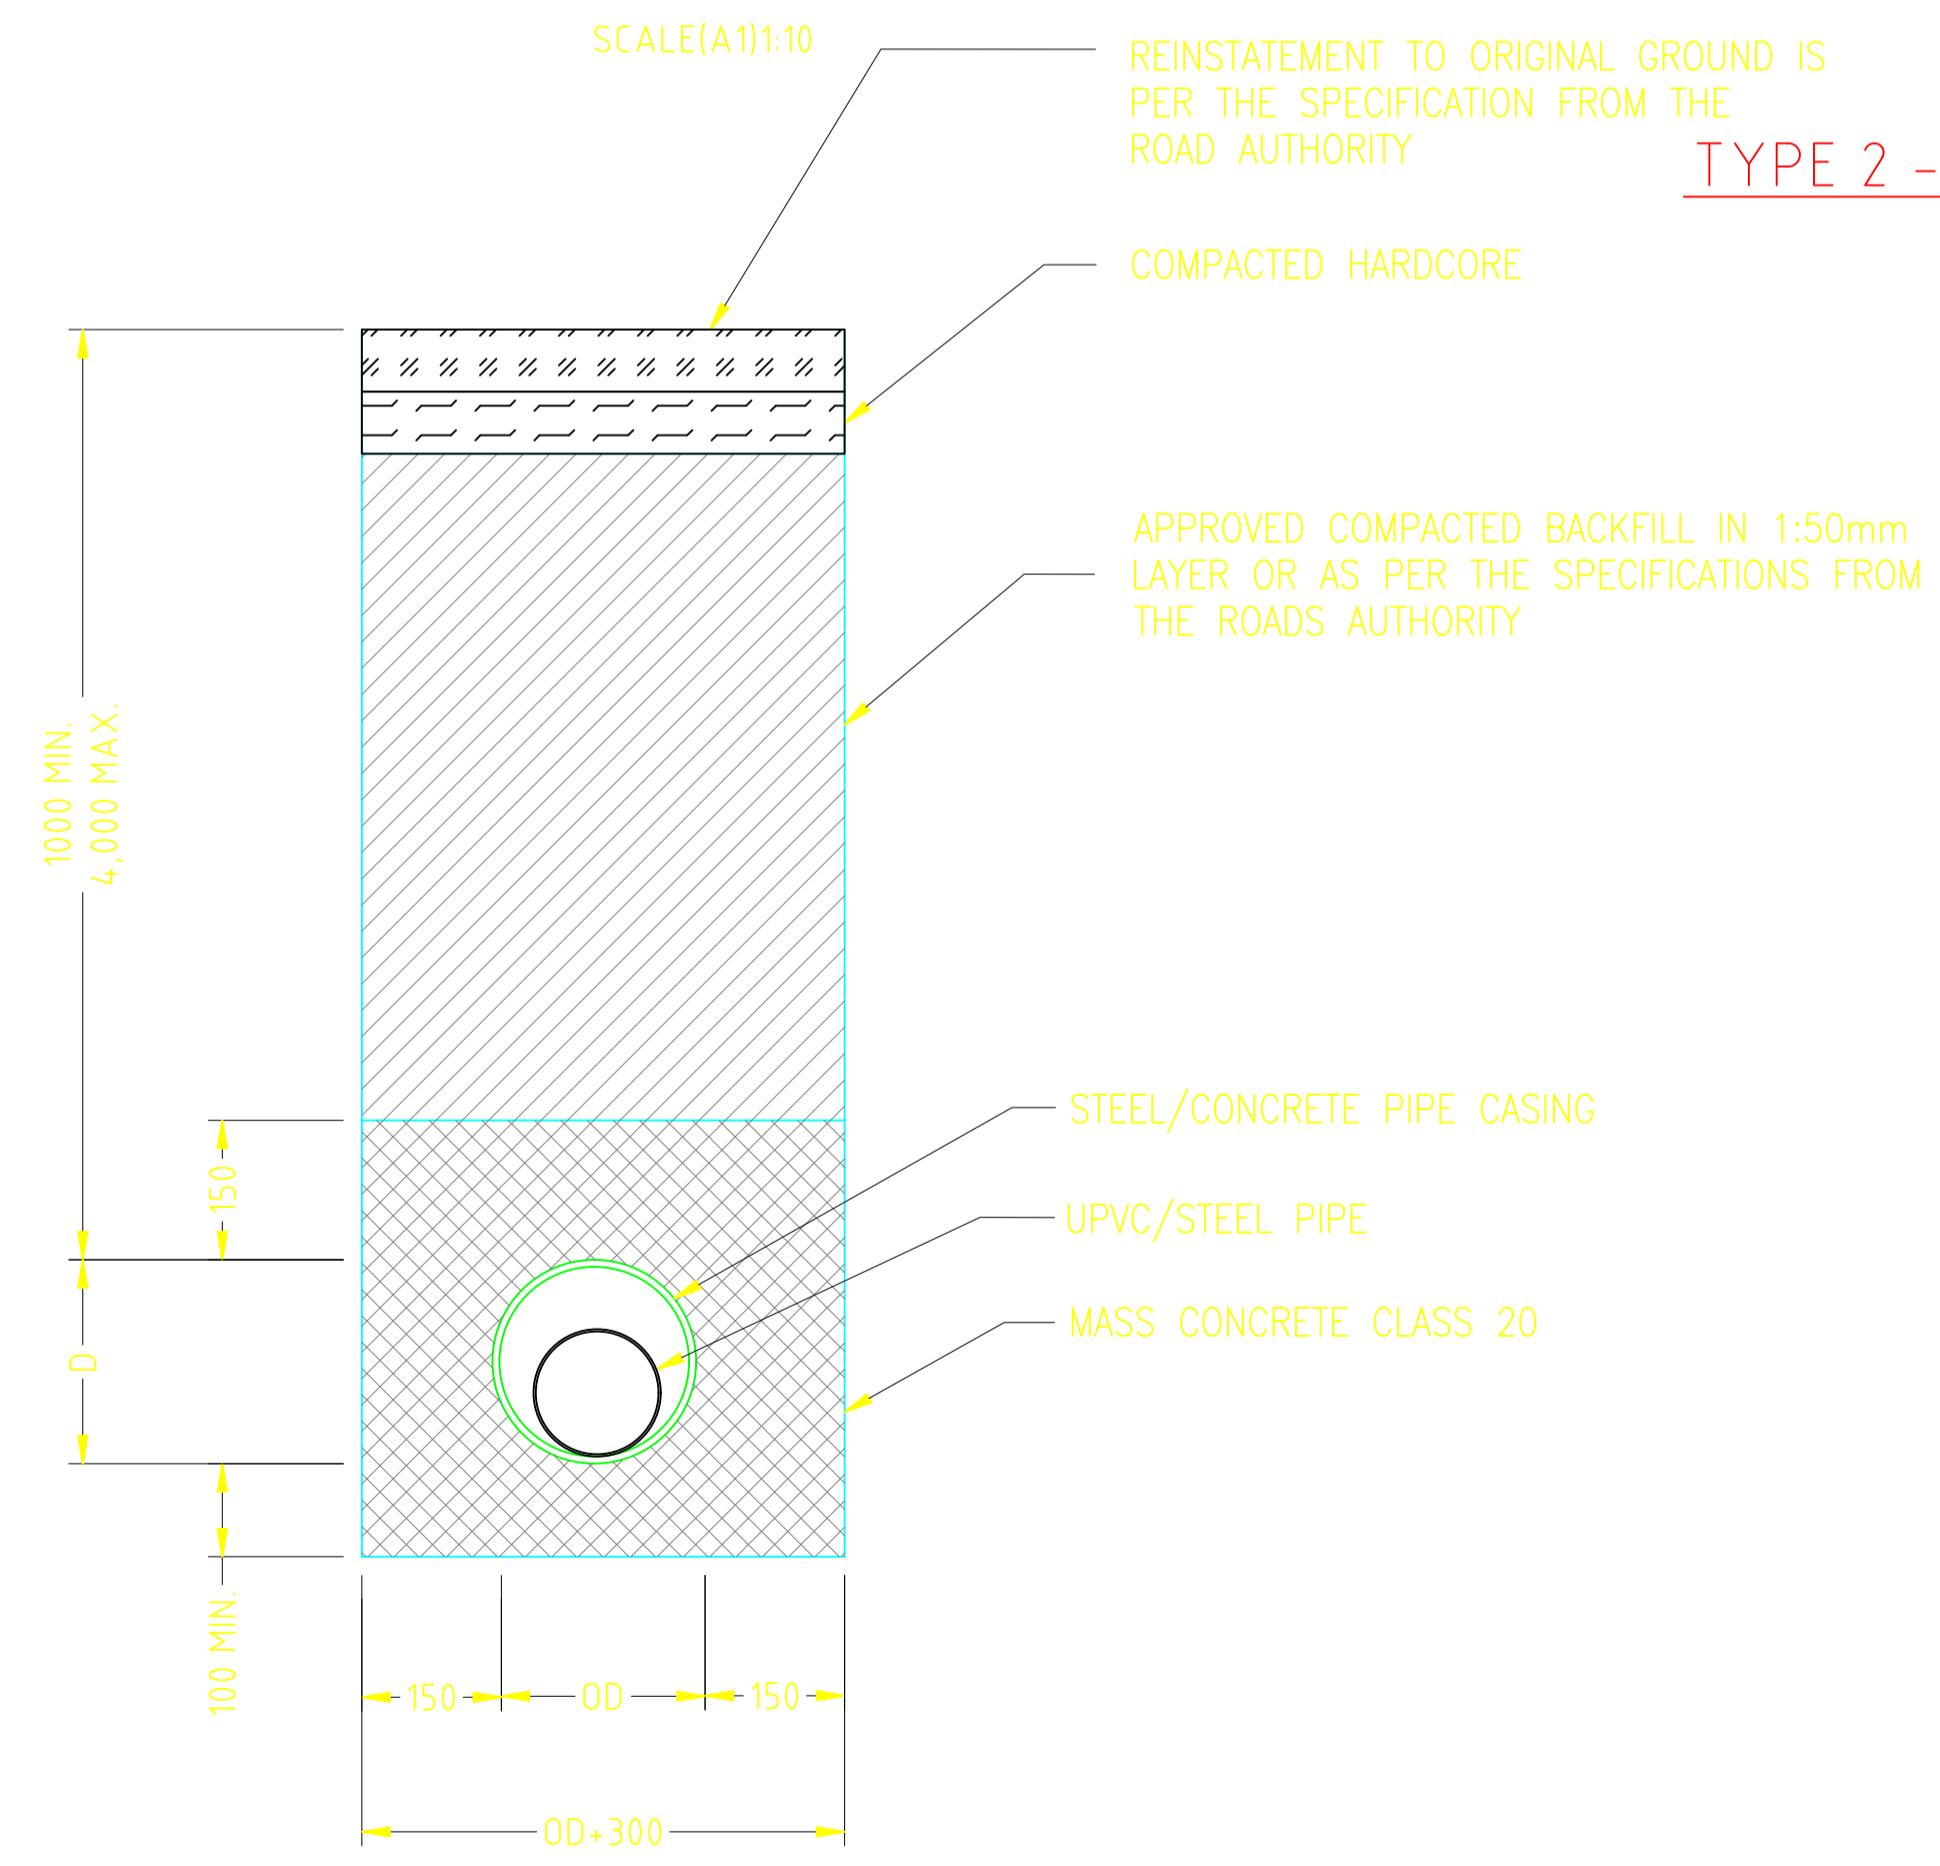 SCALE(A1)1:10
REINSTATEMENT TO ORIGINAL GROUND IS
PER THE SPECIFICATION FROM THE
ROAD AUTHORITY
TYPE 2 -
COMPACTED HARDCORE
APPROVED COMPACTED BACKFILL IN 1:50mm
LAYER OR AS PER THE SPECIFICATIONS FROM
THE ROADS AUTHORITY
1000 MIN.
4,000 MAX.
STEEL/CONCRETE PIPE CASING
150
UPVC/STEEL PIPE
MASS CONCRETE CLASS 20
D
100 MIN.
150
OD
150
OD+300